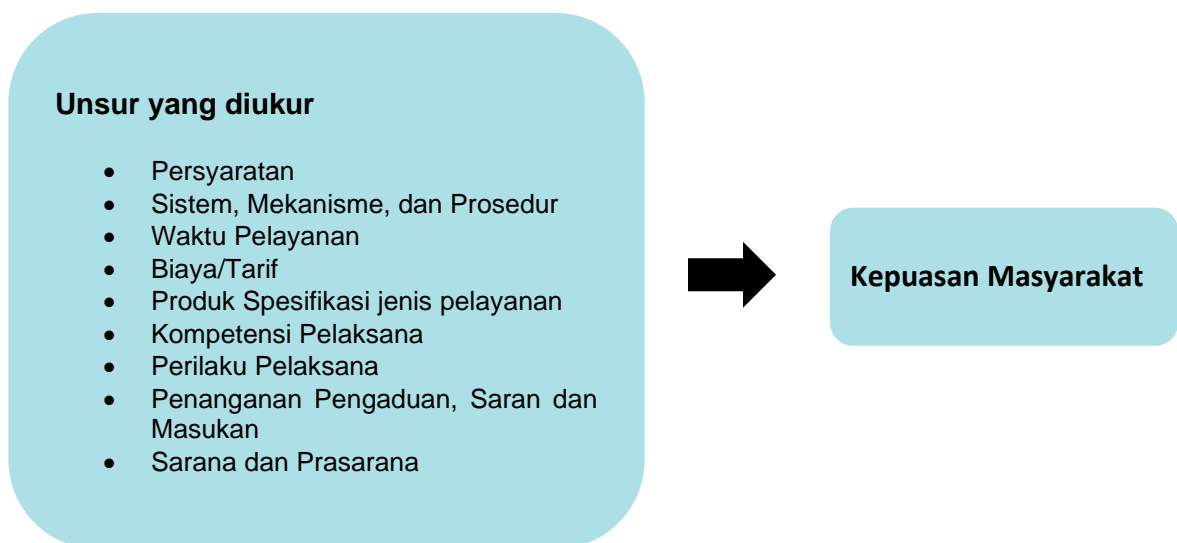 Unsur yang diukur
• Persyaratan
• Sistem, Mekanisme, dan Prosedur
• Waktu Pelayanan
• Biaya/Tarif
• Produk Spesifikasi jenis pelayanan
• Kompetensi Pelaksana
• Perilaku Pelaksana
• Penanganan Pengaduan, Saran dan
Masukan
• Sarana dan Prasarana
Kepuasan Masyarakat